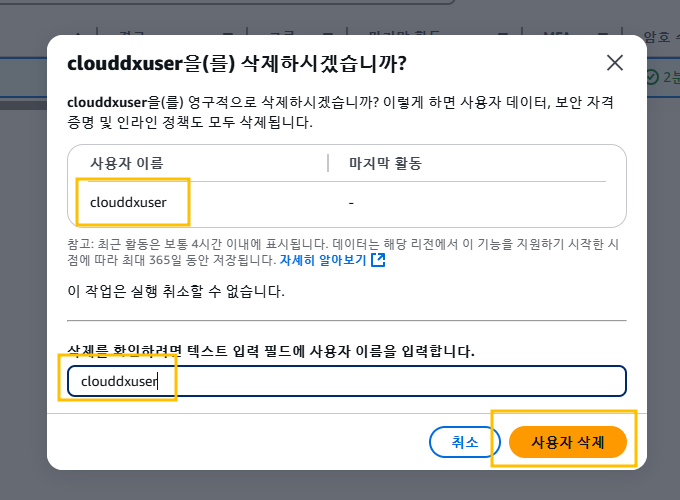 암호 수
2분
clouddxuser을(를) 삭제하시겠습니까?
clouddxuser을(를) 영구적으로 삭제하시겠습니까? 이렇게 하면 사용자 데이터, 보안 자격
증명 및 인라인 정책도 모두 삭제됩니다.
사용자 이름 마지막 활동
clouddxuser -
참고: 최근 활동은 보통 4시간 이내에 표시됩니다. 데이터는 해당 리전에서 이 기능을 지원하기 시작한 시
점에 따라 최대 365일 동안 저장됩니다. 자세히 알아보기
이 작업은 실행 취소할 수 없습니다.
삭제를 확인하려면 텍스트 입력 필드에 사용자 이름을 입력합니다.
clouddxuser
취소 사용자 삭제